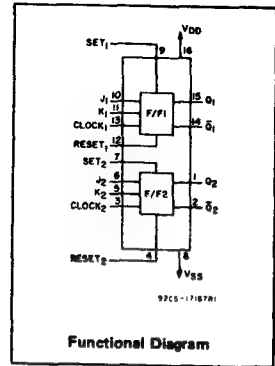 VDD
SET1
9 16
J1 10
K1 11
CLOCK1 13
F/F1
15 Q1
14 Q̅1
RESET1 12
SET2 7
J2 6
K2 5
CLOCK2 3
F/F2
1 Q2
2 Q̅2
4 8
RESET2
VSS
92CS-17187RI
Functional Diagram